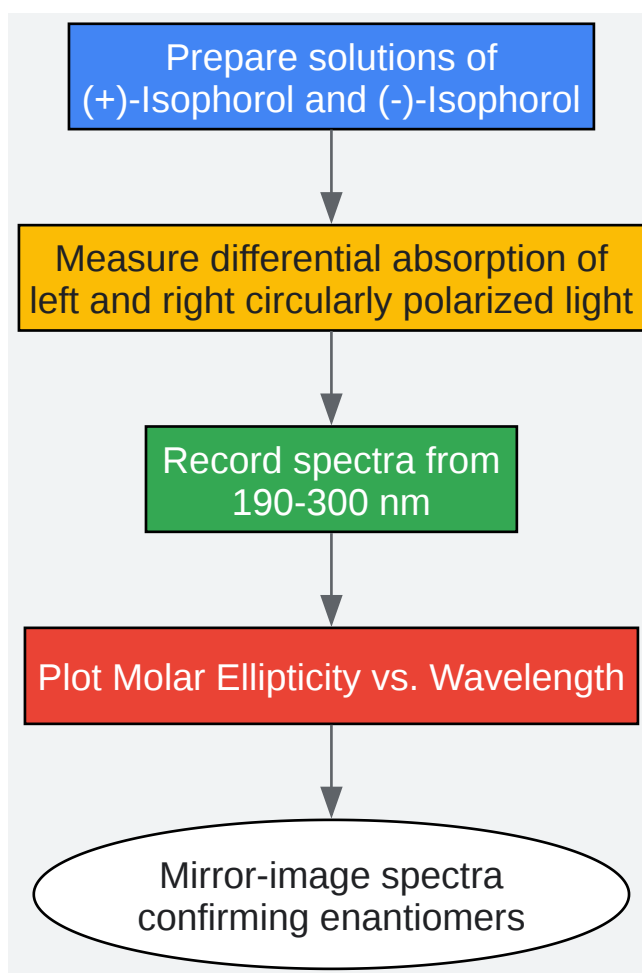 Prepare solutions of
(+)-Isophorol and (-)-Isophorol
Measure differential absorption of
left and right circularly polarized light
Record spectra from
190-300 nm
Plot Molar Ellipticity vs. Wavelength
Mirror-image spectra
confirming enantiomers